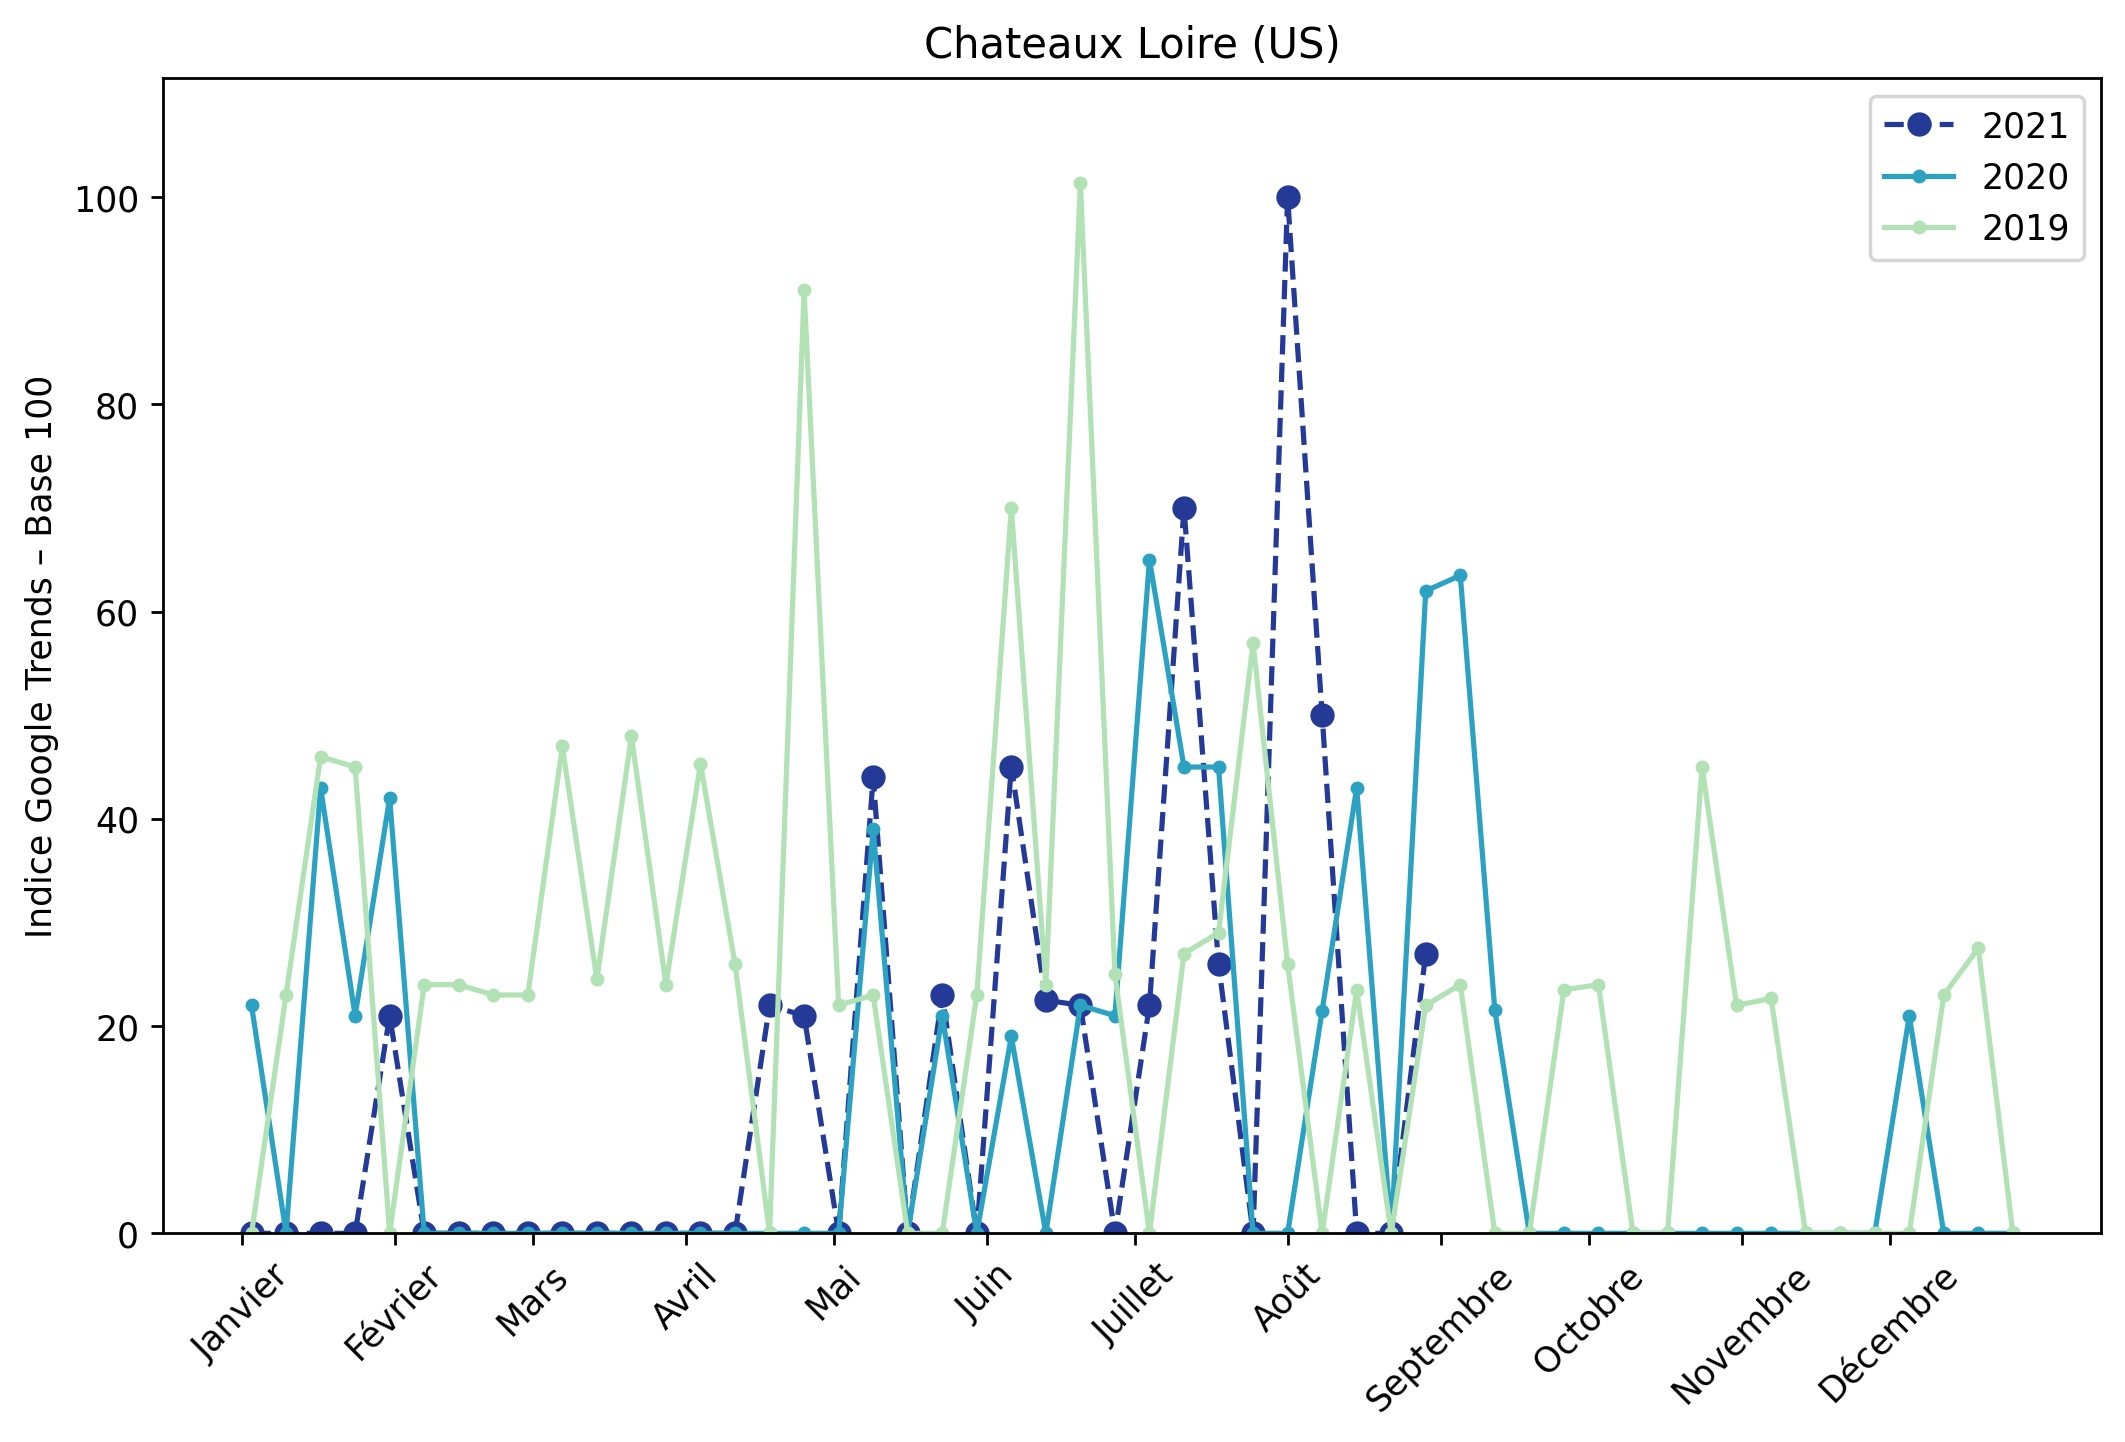 Chateaux Loire (US)
Indice Google Trends – Base 100
100
80
60
40
20
0
2021
2020
2019
Janvier
Février
Mars
Avril
Mai
Juin
Juillet
Août
Septembre
Octobre
Novembre
Décembre